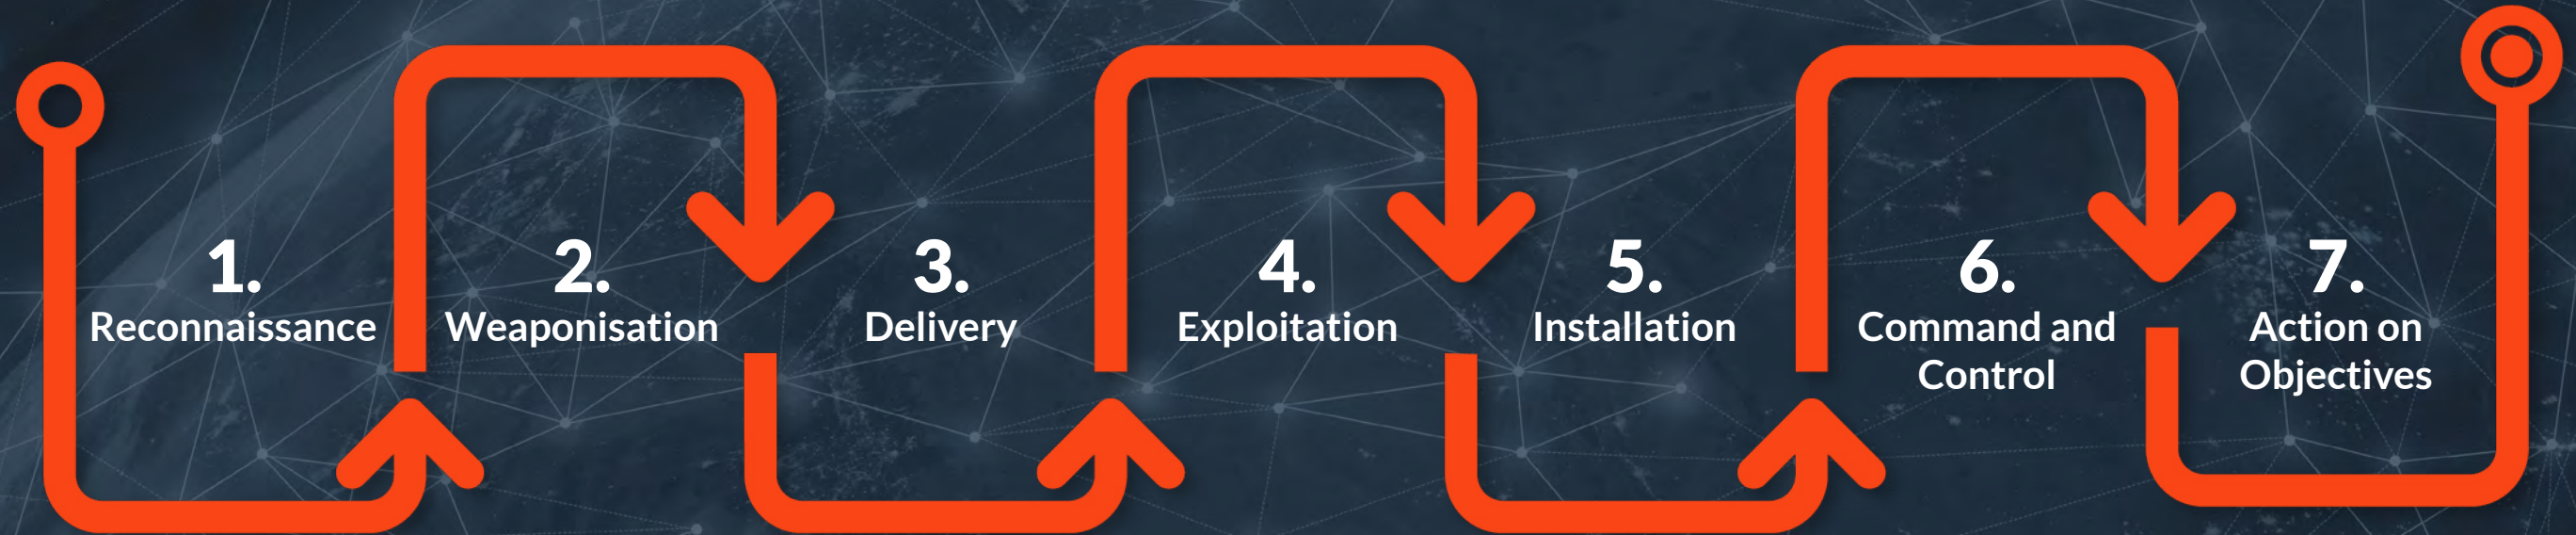 1.
Reconnaissance
2.
Weaponisation
3.
Delivery
4.
Exploitation
5.
Installation
6.
Command and
Control
7.
Action on
Objectives